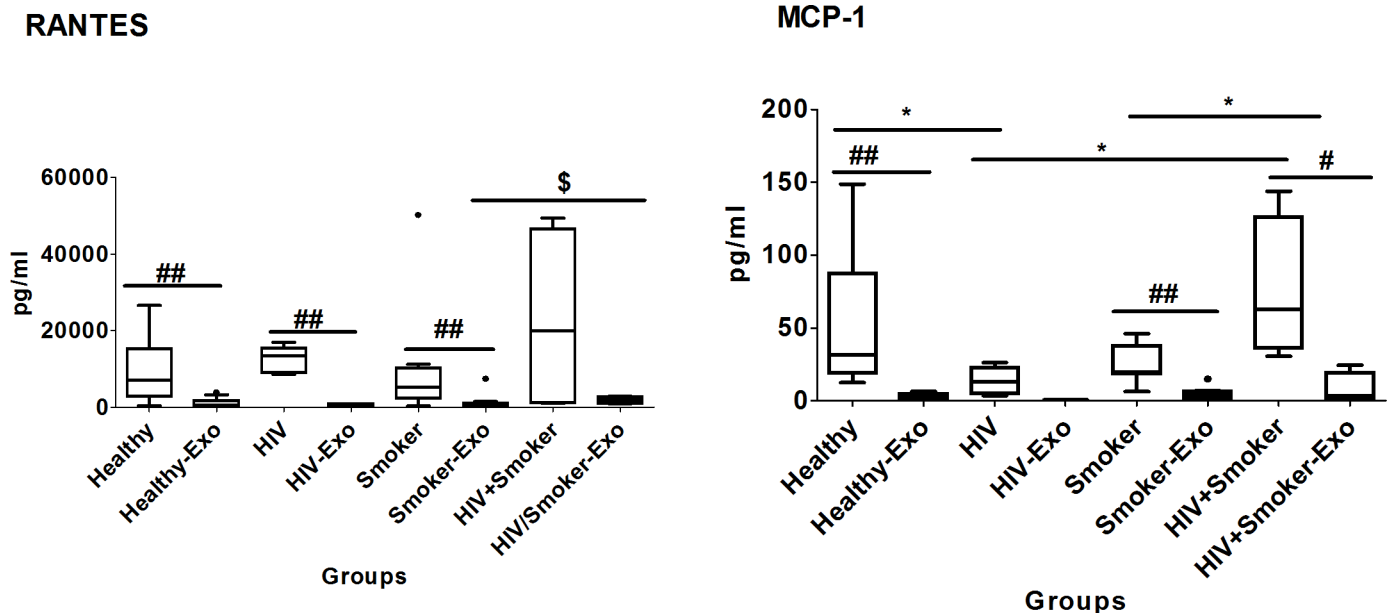 RANTES
pg/ml
60000
40000
20000
0
##
##
##
$
Healthy
Healthy-Exo
HIV
HIV-Exo
Smoker
Smoker-Exo
HIV+Smoker
HIV/Smoker-Exo
Groups
MCP-1
pg/ml
200
150
100
50
0
*
##
*
##
*
#
Healthy
Healthy-Exo
HIV
HIV-Exo
Smoker
Smoker-Exo
HIV+Smoker
HIV+Smoker-Exo
Groups